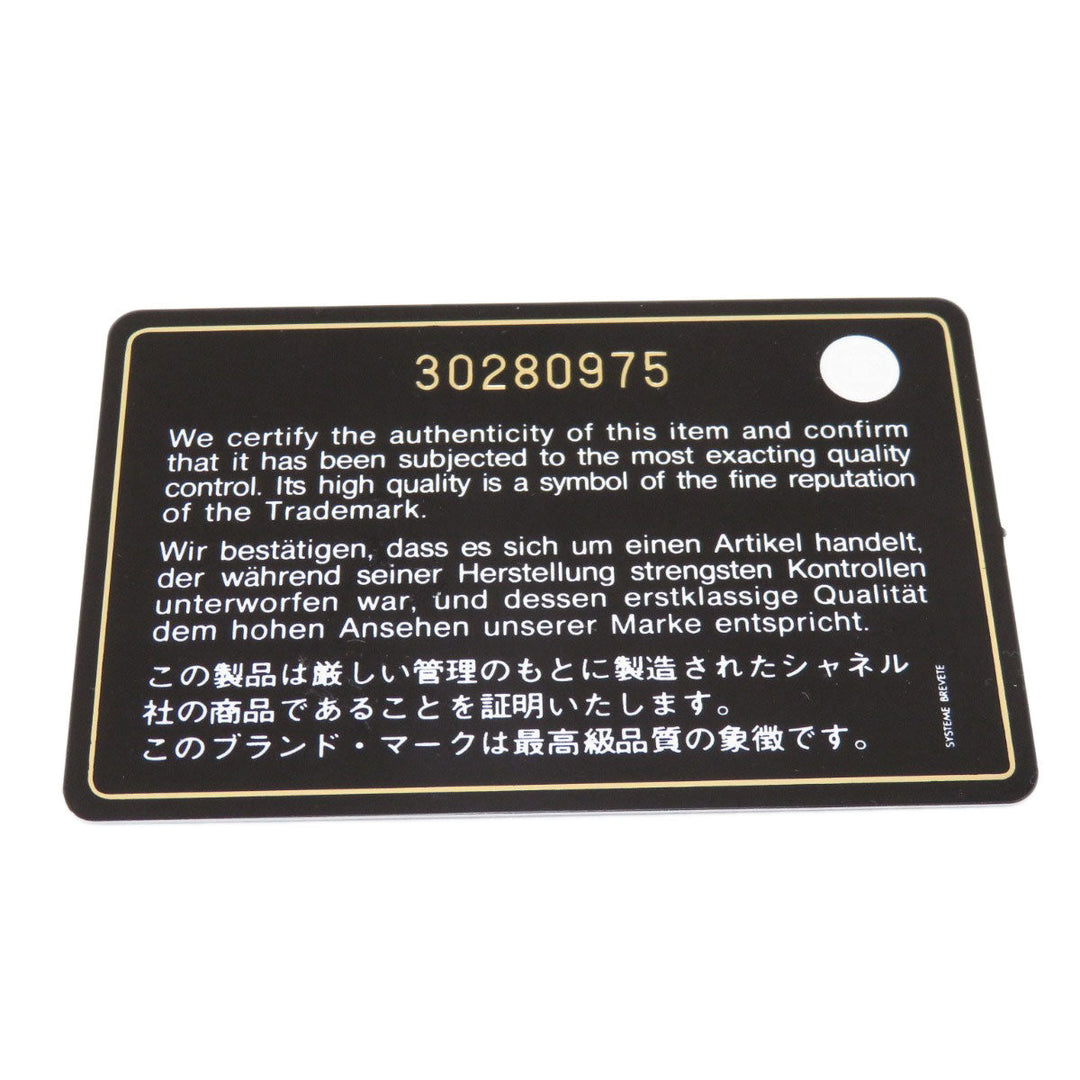 30280975
We certify the authenticity of this item and confirm
that it has been subjected to the most exacting quality
control. Its high quality is a symbol of the fine reputation
of the Trademark.
Wir bestätigen, dass es sich um einen Artikel handelt,
der während seiner Herstellung strengsten Kontrollen
unterworfen war, und dessen erstklassige Qualität
dem hohen Ansehen unserer Marke entspricht.
この製品は厳しい管理のもとに製造されたシャネル
社の商品であることを証明いたします。
このブランド・マークは最高級品質の象徴です。
SYSTEME BREVETE